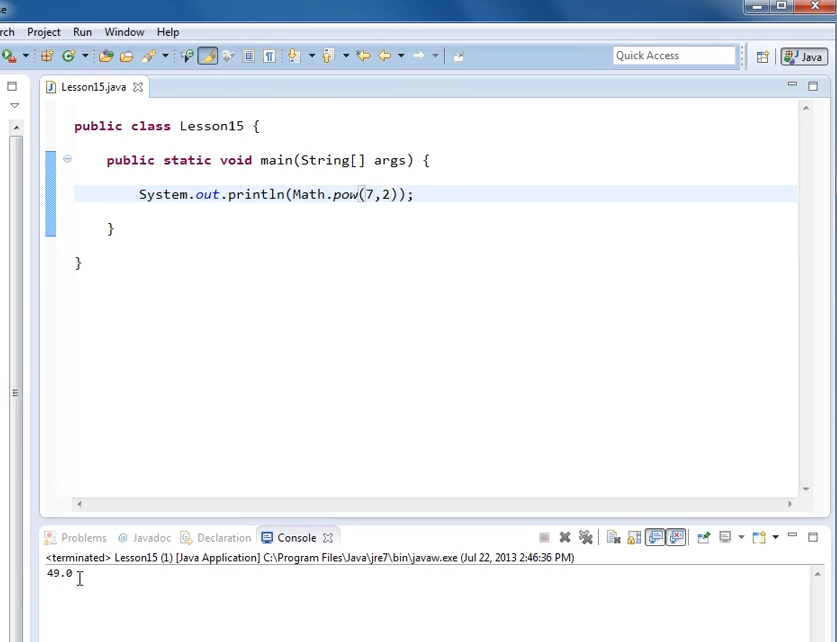 se
rch Project Run Window Help
Quick Access
Java
Lesson15.java
public class Lesson15 {
public static void main(String[] args) {
System.out.println(Math.pow(7,2));
}
}
Problems @ Javadoc Declaration Console
<terminated> Lesson15 (1) [Java Application] C:\Program Files\Java\jre7\bin\javaw.exe (Jul 22, 2013 2:46:36 PM)
49.0